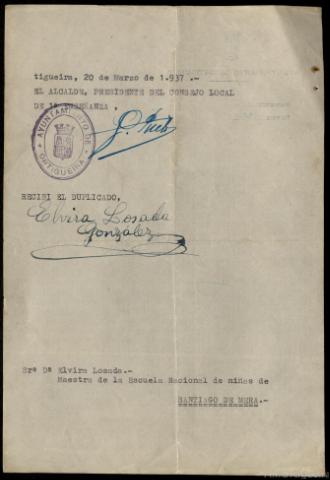 tigueira, 20 de Marzo de 1.937 .-
EL ALCALDE, PRESIDENTE DEL CONSEJO LOCAL
DE 1ª ENSEÑANZA ,
AYUNTAMIENTO DE
ORTIGUEIRA
RECIBI EL DUPLICADO,
Elvira Losada
González
Srª Dª Elvira Losada.-
Maestra de la Escuela Nacional de niñas de
SANTIAGO DE MERA.-